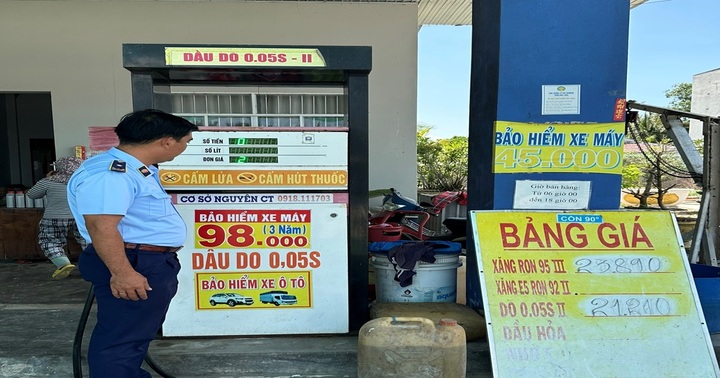 DẦU DO 0.05S - II
SỐ TIỀN
SỐ LÍT
ĐƠN GIÁ
CẤM LỬA CẤM HÚT THUỐC
CƠ SỞ NGUYÊN CT 0918.111703
BẢO HIỂM XE MÁY
98.000 (3 Năm)
DẦU DO 0,05S
BẢO HIỂM XE Ô TÔ
BẢO HIỂM XE MÁY
45.000
Giờ bán hàng
Từ 06 giờ 00
đến 18 giờ 00
CỒN 90°
BẢNG GIÁ
XĂNG RON 95 III 23.890
XĂNG E5 RON 92 II
DO 0.05S II 21.210
DẦU HỎA